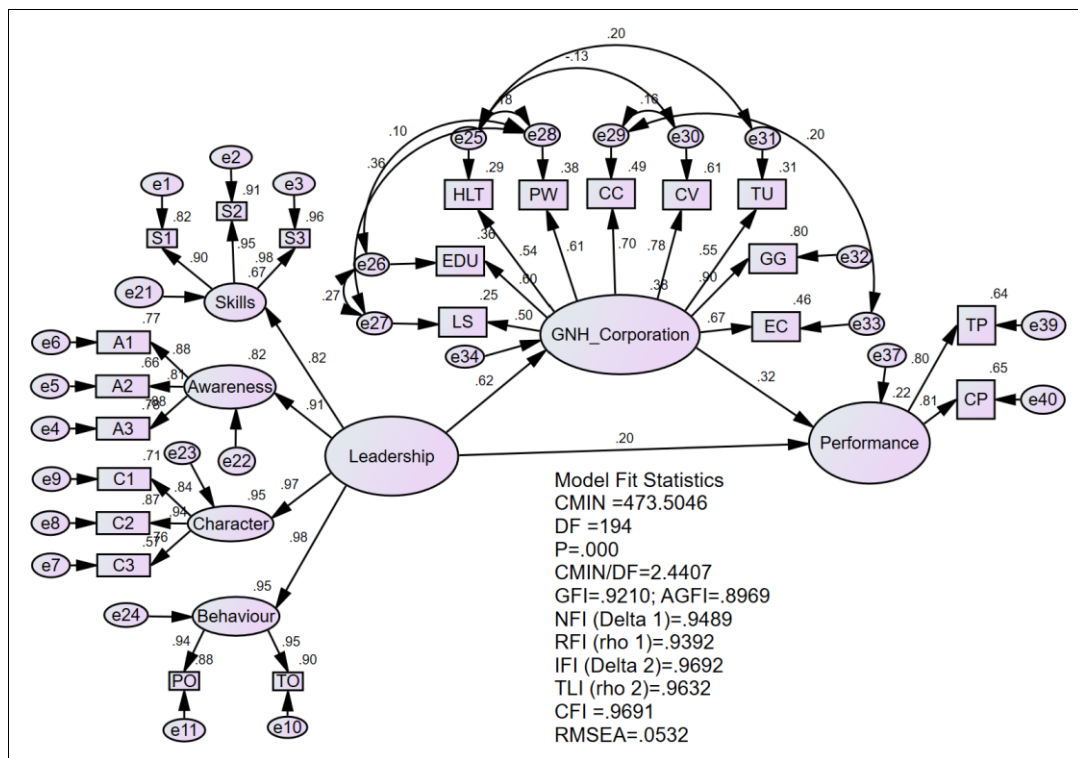 .20
-.13
.18
.16
.10
.20
.36
e25
e28
e29
e30
e31
e2
e1
e3
.29
.38
.49
.61
.31
HLT
PW
CC
CV
TU
.82
.91
.96
S1
S2
S3
.90
.95
.98
.67
.36
.54
.61
.70
.78
.55
.80
e26
EDU
GG
e32
.27
.60
.38
.90
e21
Skills
.25
.46
e27
LS
.50
GNH_Corporation
.67
EC
e33
.64
e34
TP
e39
e6
A1
.77
.88
.82
.82
.62
.32
e37
.80
e5
A2
.66
.81
Awareness
.91
.22
.81
.65
CP
e40
e4
A3
.78
.88
e23
e22
Leadership
.20
Performance
e9
C1
.71
.84
.95
.97
e8
C2
.87
.94
Character
e7
C3
.57
.76
.98
.95
e24
Behaviour
.94
.88
.95
.90
PO
TO
e11
e10
Model Fit Statistics
CMIN =473.5046
DF =194
P=.000
CMIN/DF=2.4407
GFI=.9210; AGFI=.8969
NFI (Delta 1)=.9489
RFI (rho 1)=.9392
IFI (Delta 2)=.9692
TLI (rho 2)=.9632
CFI =.9691
RMSEA=.0532